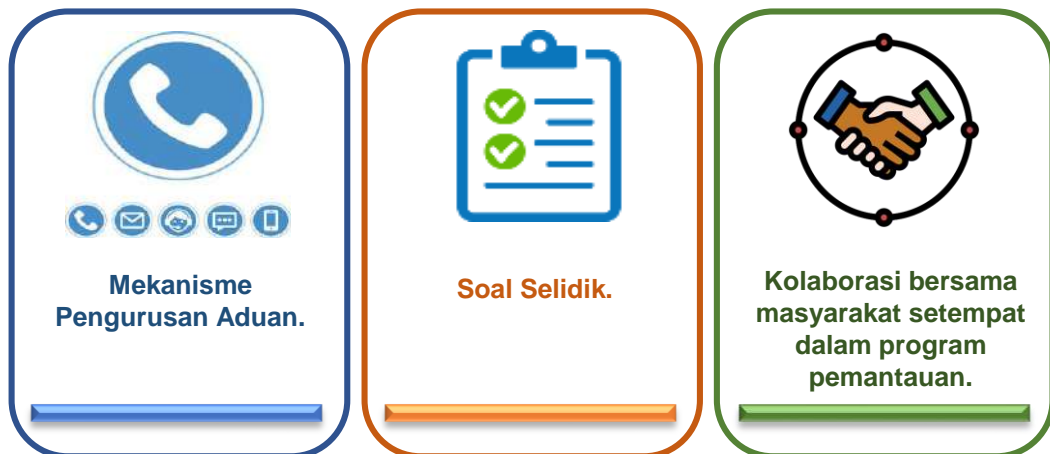 Mekanisme
Pengurusan Aduan.
Soal Selidik.
Kolaborasi bersama
masyarakat setempat
dalam program
pemantauan.